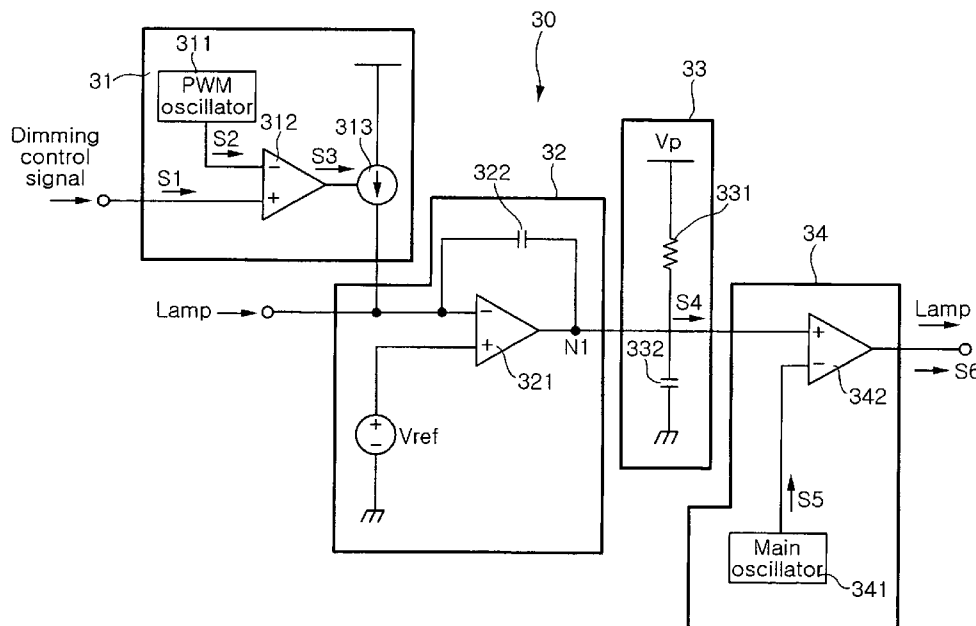 30
311
31
PWM
oscillator
312
313
33
Dimming
control
signal
S2
S3
S1
Vp
32
322
331
34
S4
Lamp
Lamp
-
+
-
+
N1
321
332
+
-
342
S6
+
-
Vref
S5
Main
oscillator
341